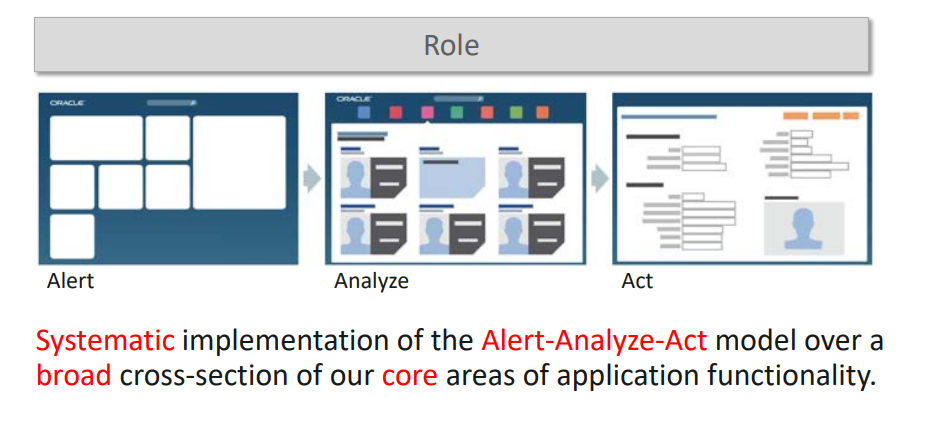 Role
ORACLE
ORACLE
Alert
Analyze
Act
Systematic implementation of the Alert-Analyze-Act model over a
broad cross-section of our core areas of application functionality.